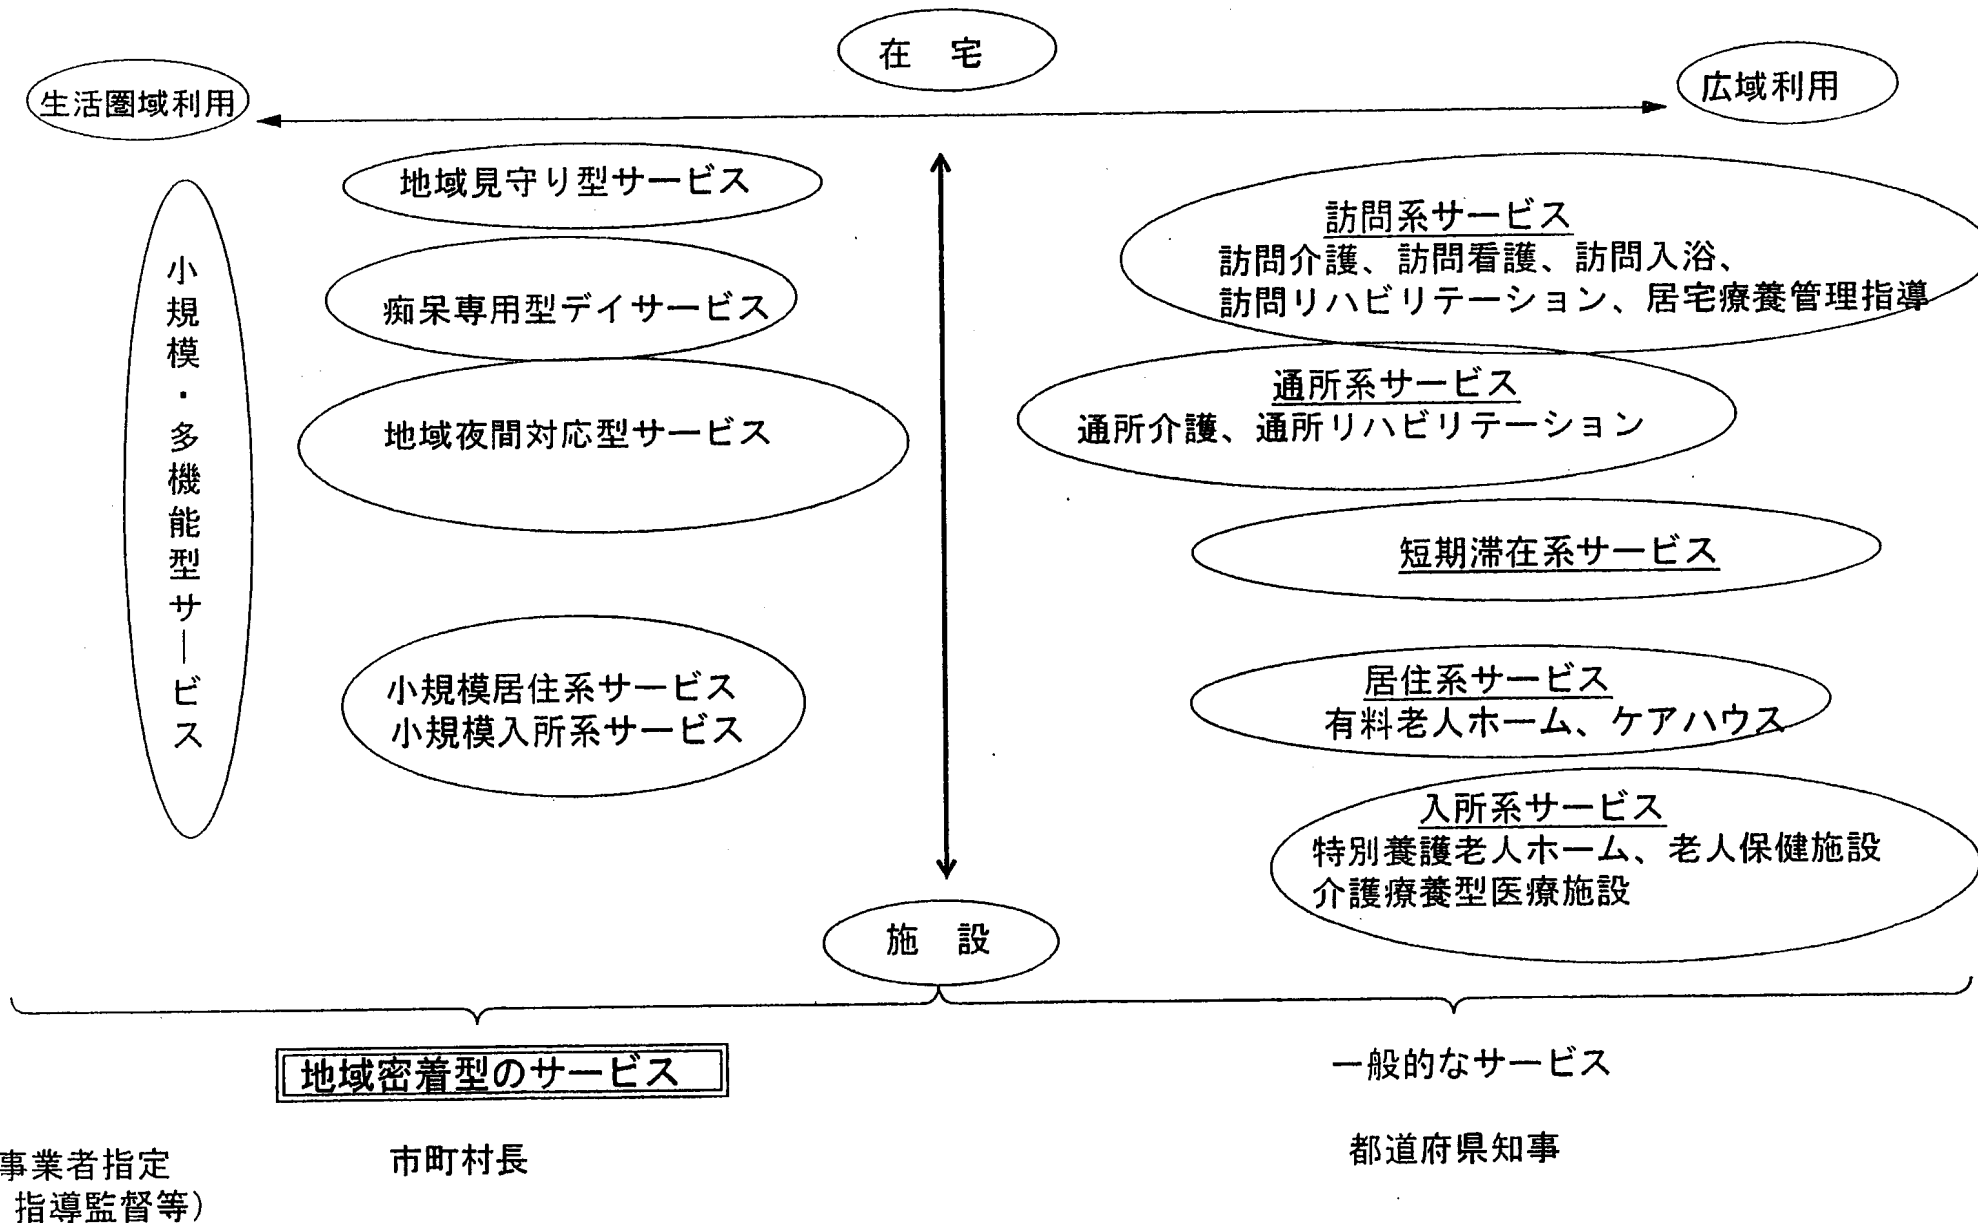 在　宅
生活圏域利用
広域利用
地域見守り型サービス
痴呆専用型デイサービス
地域夜間対応型サービス
小規模・多機能型サービス
小規模居住系サービス
小規模入所系サービス
訪問系サービス
訪問介護、訪問看護、訪問入浴、
訪問リハビリテーション、居宅療養管理指導
通所系サービス
通所介護、通所リハビリテーション
短期滞在系サービス
居住系サービス
有料老人ホーム、ケアハウス
入所系サービス
特別養護老人ホーム、老人保健施設
介護療養型医療施設
施　設
地域密着型のサービス
一般的なサービス
事業者指定
指導監督等）
市町村長
都道府県知事